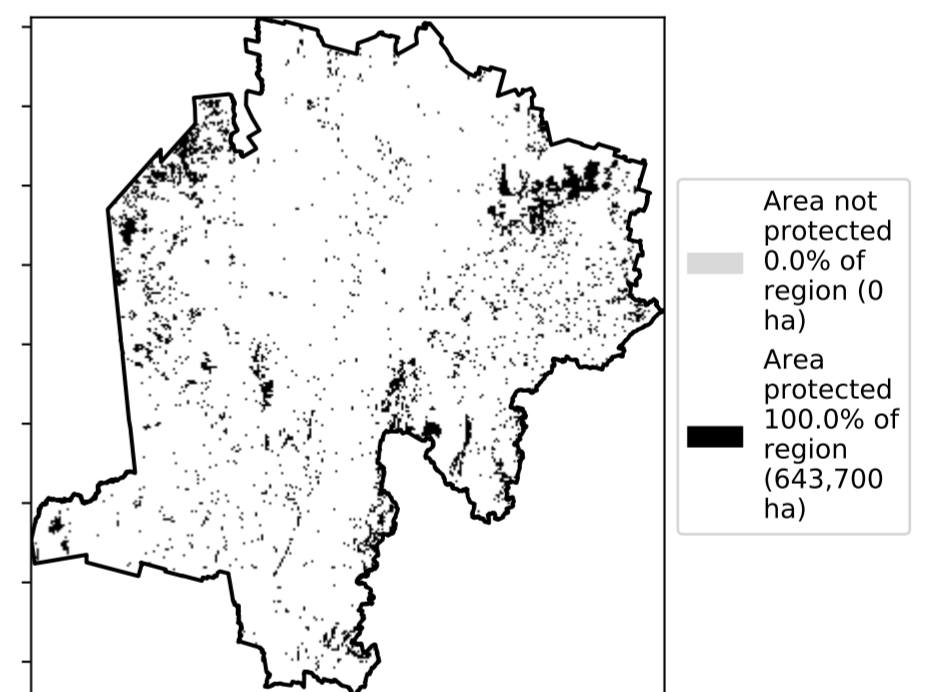 Area not
protected
0.0% of
region (0
ha)
Area
protected
100.0% of
region
(643,700
ha)